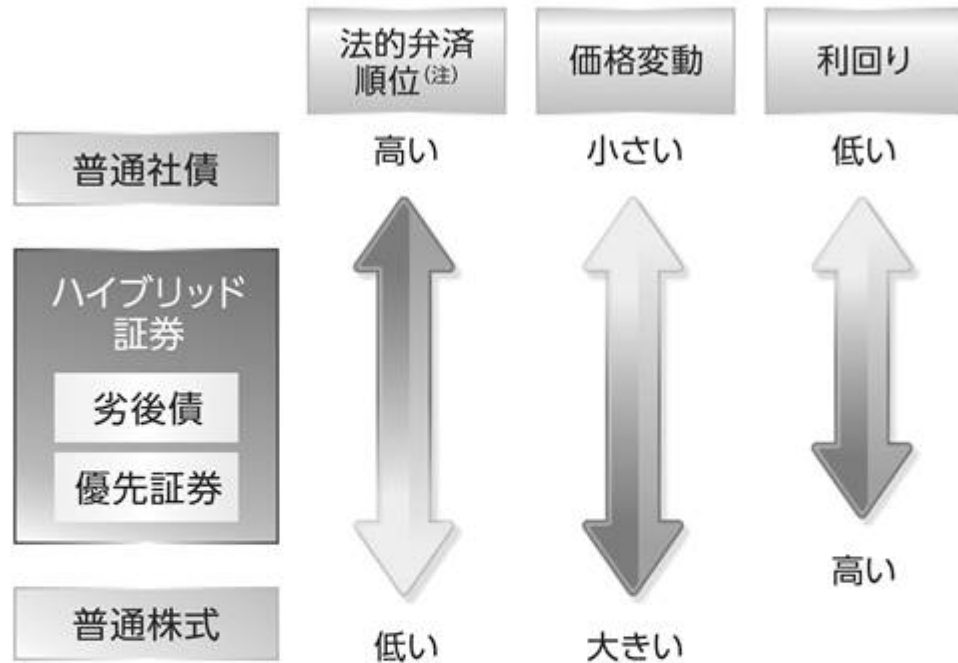 法的弁済
順位(注)
価格変動
利回り
普通社債
高い
小さい
低い
ハイブリッド
証券
劣後債
優先証券
高い
普通株式
低い
大きい